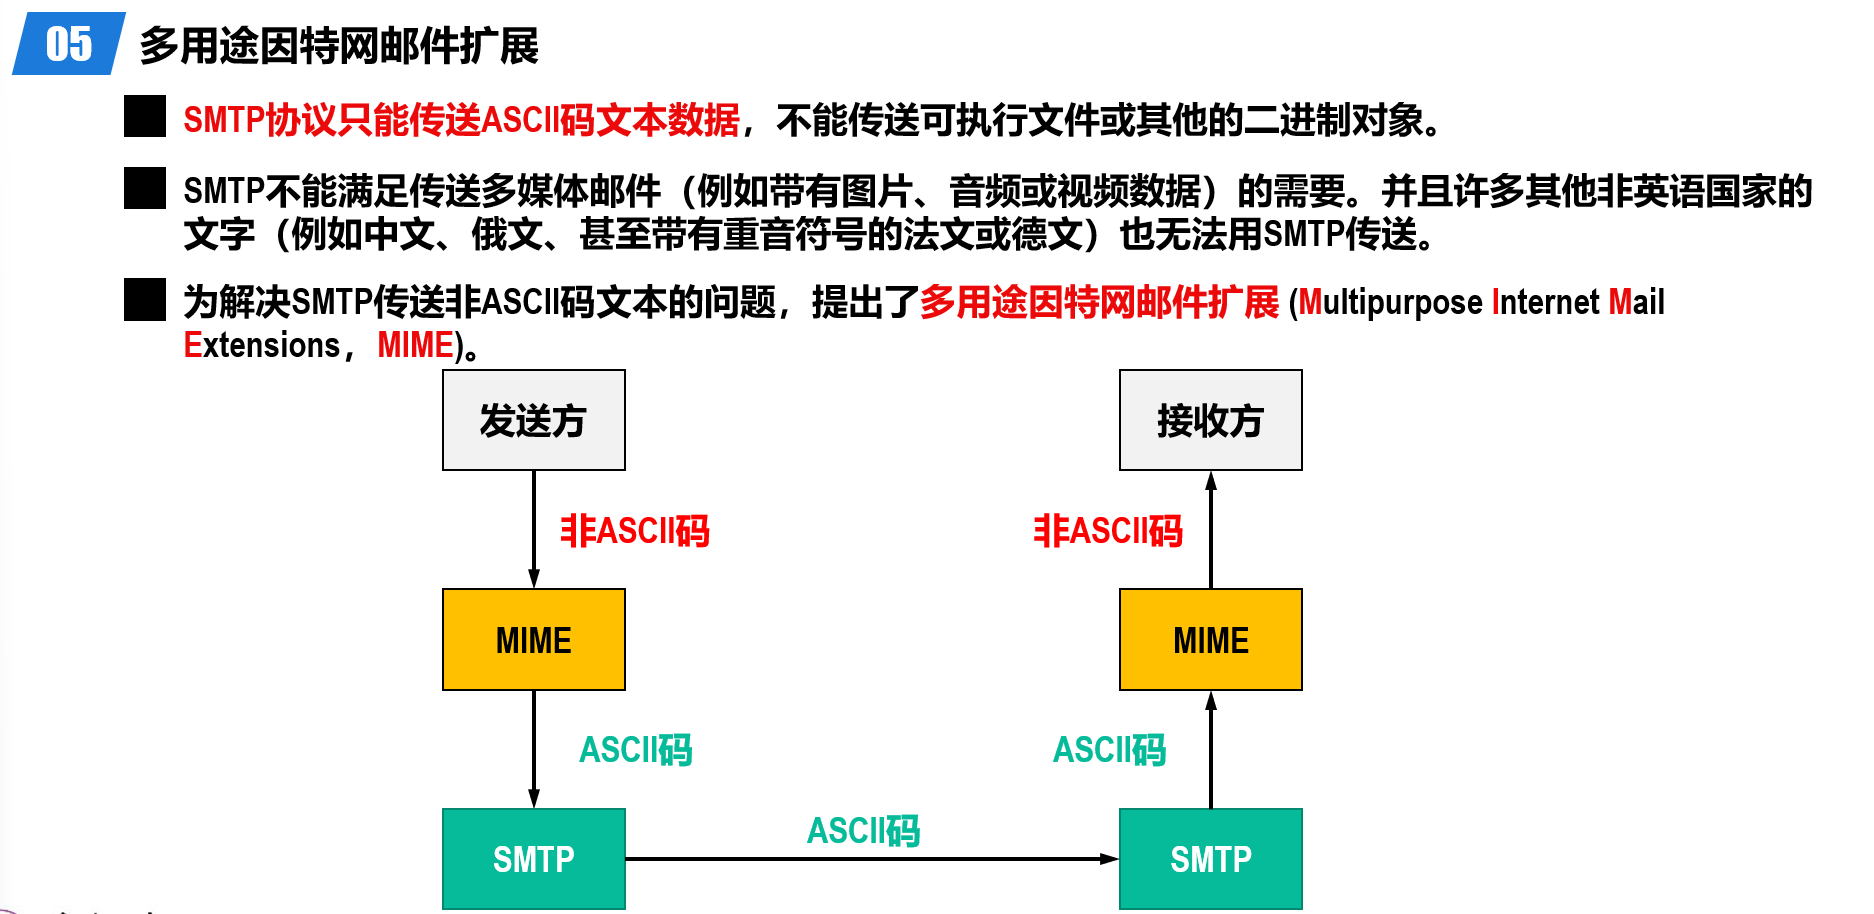 05 多用途因特网邮件扩展
SMTP协议只能传送ASCII码文本数据，不能传送可执行文件或其他的二进制对象。
SMTP不能满足传送多媒体邮件（例如带有图片、音频或视频数据）的需要。并且许多其他非英语国家的
文字（例如中文、俄文、甚至带有重音符号的法文或德文）也无法用SMTP传送。
为解决SMTP传送非ASCII码文本的问题，提出了多用途因特网邮件扩展 (Multipurpose Internet Mail
Extensions，MIME)。
发送方
接收方
非ASCII码
非ASCII码
MIME
MIME
ASCII码
ASCII码
ASCII码
SMTP
SMTP